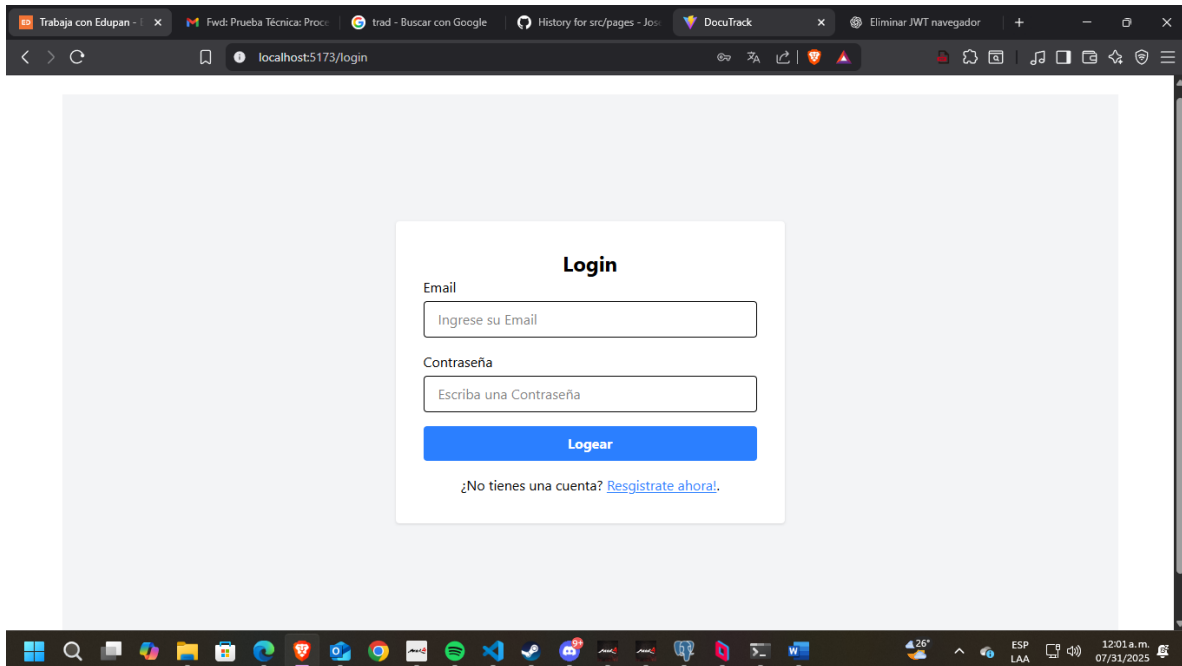 ED Trabaja con Edupan - E
Fwd: Prueba Técnica: Proce
trad - Buscar con Google
History for src/pages - Jos
DocuTrack
Eliminar JWT navegador
localhost:5173/login
Login
Email
Ingrese su Email
Contraseña
Escriba una Contraseña
Logear
¿No tienes una cuenta? Resgistrate ahora!.
9+
26°
ESP
LAA
12:01 a. m.
07/31/2025